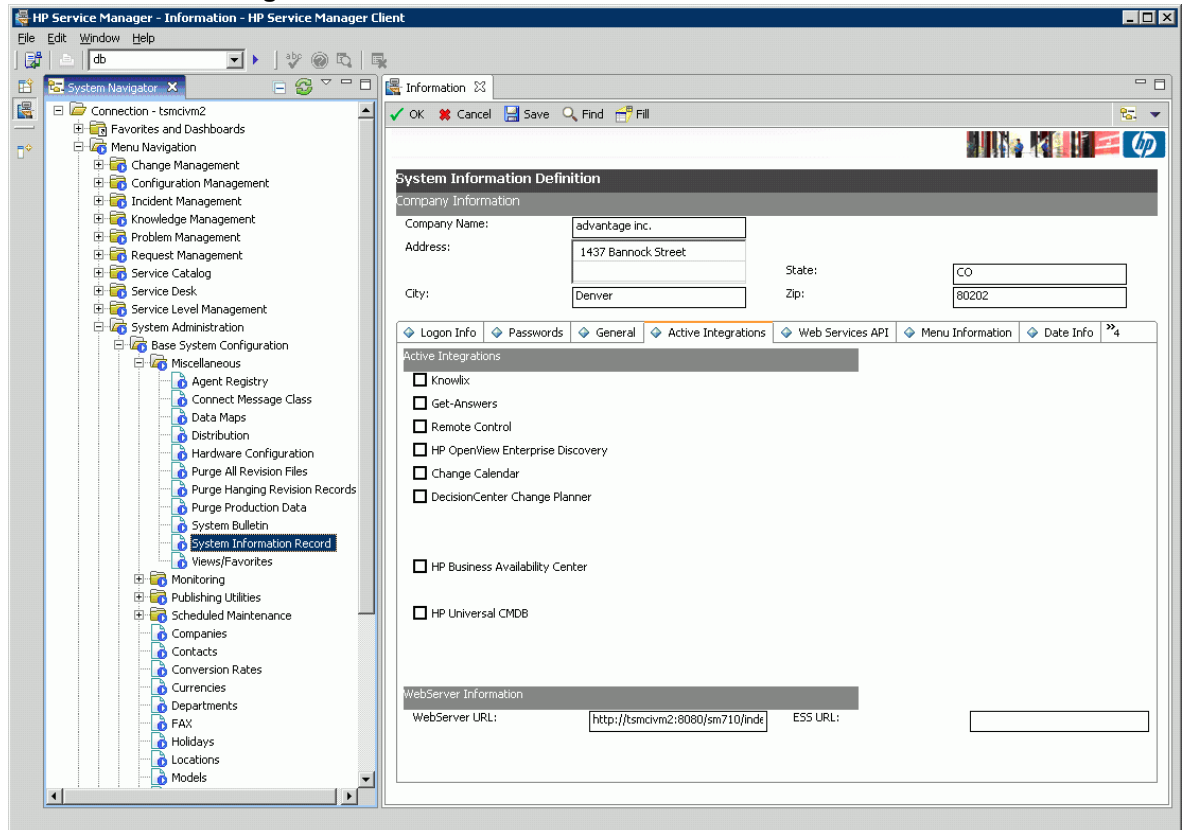 HP Service Manager - Information - HP Service Manager Client
File Edit Window Help
db
abc
System Navigator
Connection - tsmcivm2
Favorites and Dashboards
Menu Navigation
Change Management
Configuration Management
Incident Management
Knowledge Management
Problem Management
Request Management
Service Catalog
Service Desk
Service Level Management
System Administration
Base System Configuration
Miscellaneous
Agent Registry
Connect Message Class
Data Maps
Distribution
Hardware Configuration
Purge All Revision Files
Purge Hanging Revision Records
Purge Production Data
System Bulletin
System Information Record
Views/Favorites
Monitoring
Publishing Utilities
Scheduled Maintenance
Companies
Contacts
Conversion Rates
Currencies
Departments
FAX
Holidays
Locations
Models
Information
OK Cancel Save Find Fill
hp
System Information Definition
Company Information
Company Name: advantage inc.
Address: 1437 Bannock Street
State: CO
City: Denver Zip: 80202
Logon Info Passwords General Active Integrations Web Services API Menu Information Date Info »4
Active Integrations
Knowlix
Get-Answers
Remote Control
HP OpenView Enterprise Discovery
Change Calendar
DecisionCenter Change Planner
HP Business Availability Center
HP Universal CMDB
WebServer Information
WebServer URL: http://tsmcivm2:8080/sm710/inde ESS URL: